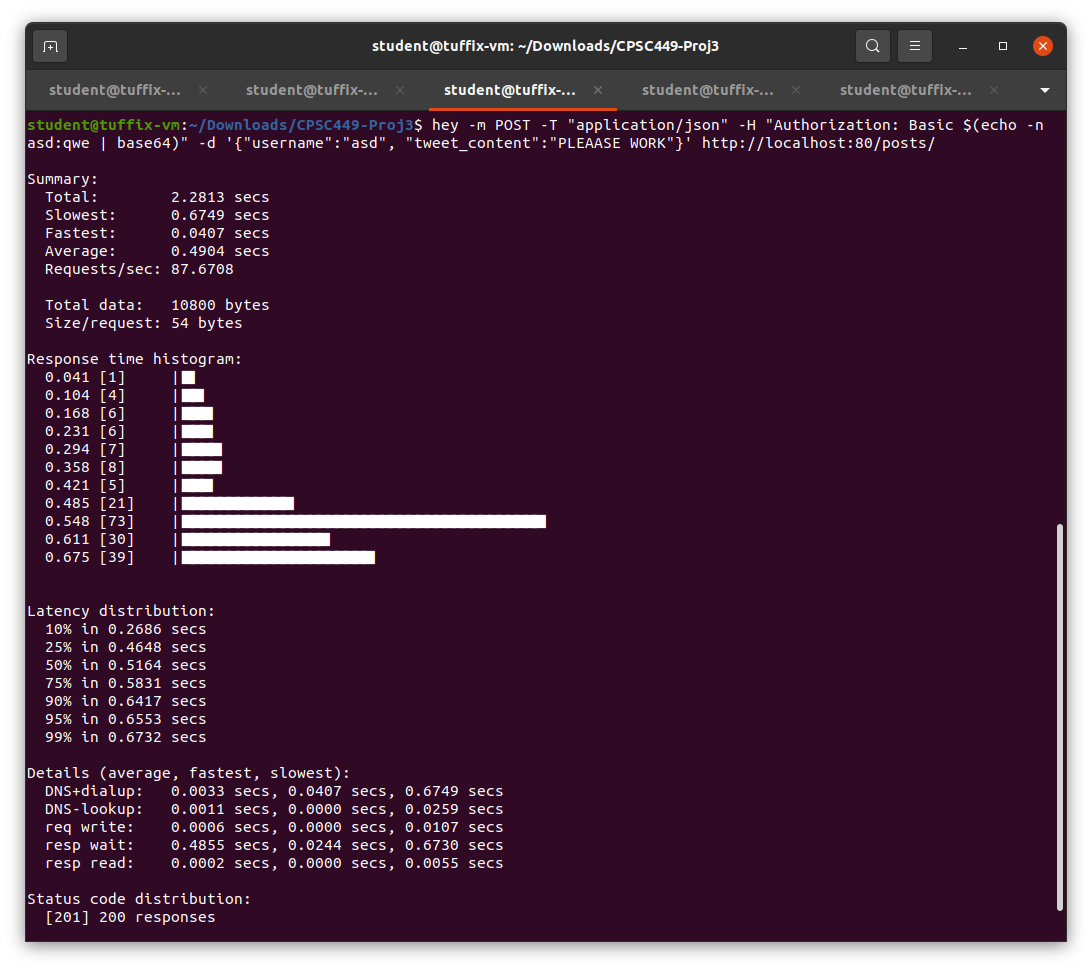 student@tuffix-vm: ~/Downloads/CPSC449-Proj3
student@tuffix-... student@tuffix-... student@tuffix-... student@tuffix-... student@tuffix-...
student@tuffix-vm:~/Downloads/CPSC449-Proj3$ hey -m POST -T "application/json" -H "Authorization: Basic $(echo -n
asd:qwe | base64)" -d '{"username":"asd", "tweet_content":"PLEAASE WORK"}' http://localhost:80/posts/
Summary:
Total: 2.2813 secs
Slowest: 0.6749 secs
Fastest: 0.0407 secs
Average: 0.4904 secs
Requests/sec: 87.6708
Total data: 10800 bytes
Size/request: 54 bytes
Response time histogram:
0.041 [1] |
0.104 [4] |
0.168 [6] |
0.231 [6] |
0.294 [7] |
0.358 [8] |
0.421 [5] |
0.485 [21] |
0.548 [73] |
0.611 [30] |
0.675 [39] |
Latency distribution:
10% in 0.2686 secs
25% in 0.4648 secs
50% in 0.5164 secs
75% in 0.5831 secs
90% in 0.6417 secs
95% in 0.6553 secs
99% in 0.6732 secs
Details (average, fastest, slowest):
DNS+dialup: 0.0033 secs, 0.0407 secs, 0.6749 secs
DNS-lookup: 0.0011 secs, 0.0000 secs, 0.0259 secs
req write: 0.0006 secs, 0.0000 secs, 0.0107 secs
resp wait: 0.4855 secs, 0.0244 secs, 0.6730 secs
resp read: 0.0002 secs, 0.0000 secs, 0.0055 secs
Status code distribution:
[201] 200 responses